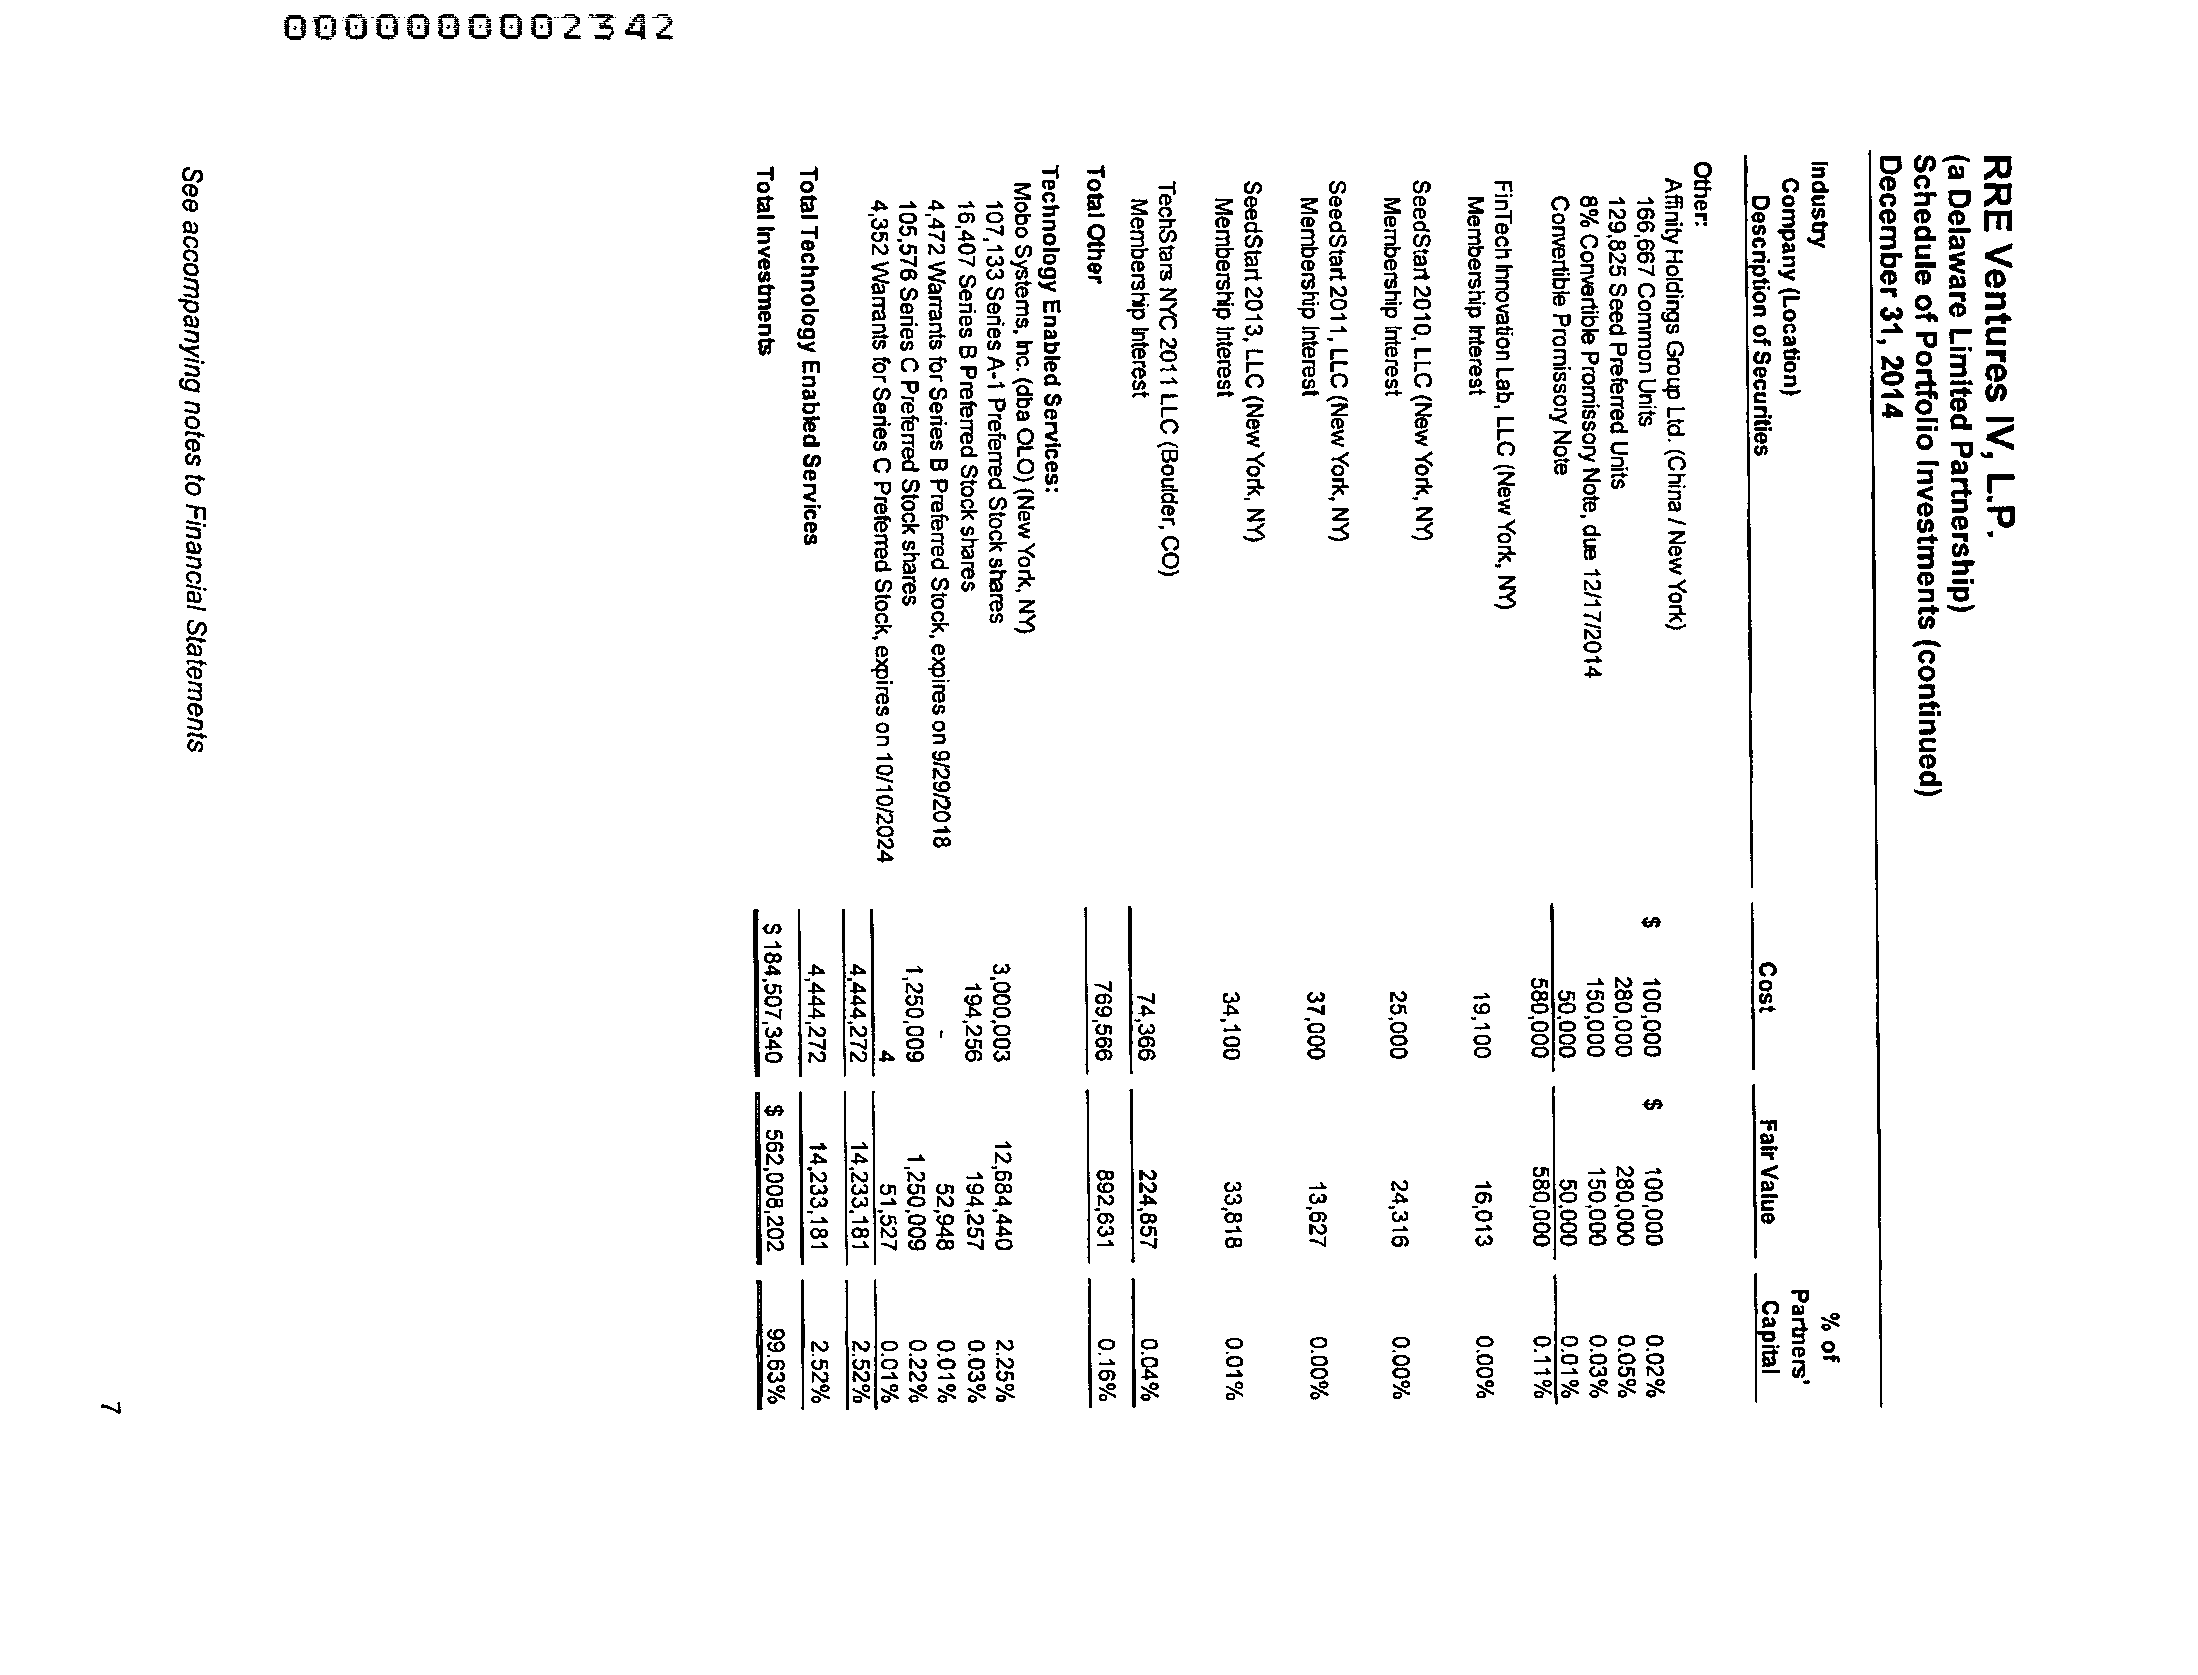 RRE Ventures IV, L.P.
(a Delaware Limited Partnership)
Schedule of Portfolio Investments (continued)
December 31, 2014
Industry
Company (Location)
Description of Securities
Cost
Fair Value
% of
Partners'
Capital
Other:
Affinity Holdings Group Ltd. (China / New York)
166,667 Common Units $ 100,000 $ 100,000 0.02%
129,825 Seed Preferred Units 280,000 280,000 0.05%
8% Convertible Promissory Note, due 12/17/2014 150,000 150,000 0.03%
Convertible Promissory Note 50,000 50,000 0.01%
580,000 580,000 0.11%
FinTech Innovation Lab, LLC (New York, NY)
Membership Interest 19,100 16,013 0.00%
SeedStart 2010, LLC (New York, NY)
Membership Interest 25,000 24,316 0.00%
SeedStart 2011, LLC (New York, NY)
Membership Interest 37,000 13,627 0.00%
SeedStart 2013, LLC (New York, NY)
Membership Interest 34,100 33,818 0.01%
TechStars NYC 2011 LLC (Boulder, CO)
Membership Interest 74,366 224,857 0.04%
Total Other 769,566 892,631 0.16%
Technology Enabled Services:
Mobo Systems, Inc. (dba OLO) (New York, NY)
107,133 Series A-1 Preferred Stock shares 3,000,003 12,684,440 2.25%
16,407 Series B Preferred Stock shares 194,256 194,257 0.03%
4,472 Warrants for Series B Preferred Stock, expires on 9/29/2018 - 52,948 0.01%
105,576 Series C Preferred Stock shares 1,250,009 1,250,009 0.22%
4,352 Warrants for Series C Preferred Stock, expires on 10/10/2024 4 51,527 0.01%
4,444,272 14,233,181 2.52%
Total Technology Enabled Services 4,444,272 14,233,181 2.52%
Total Investments $ 184,507,340 $ 562,008,202 99.63%
See accompanying notes to Financial Statements
7
0000000002342